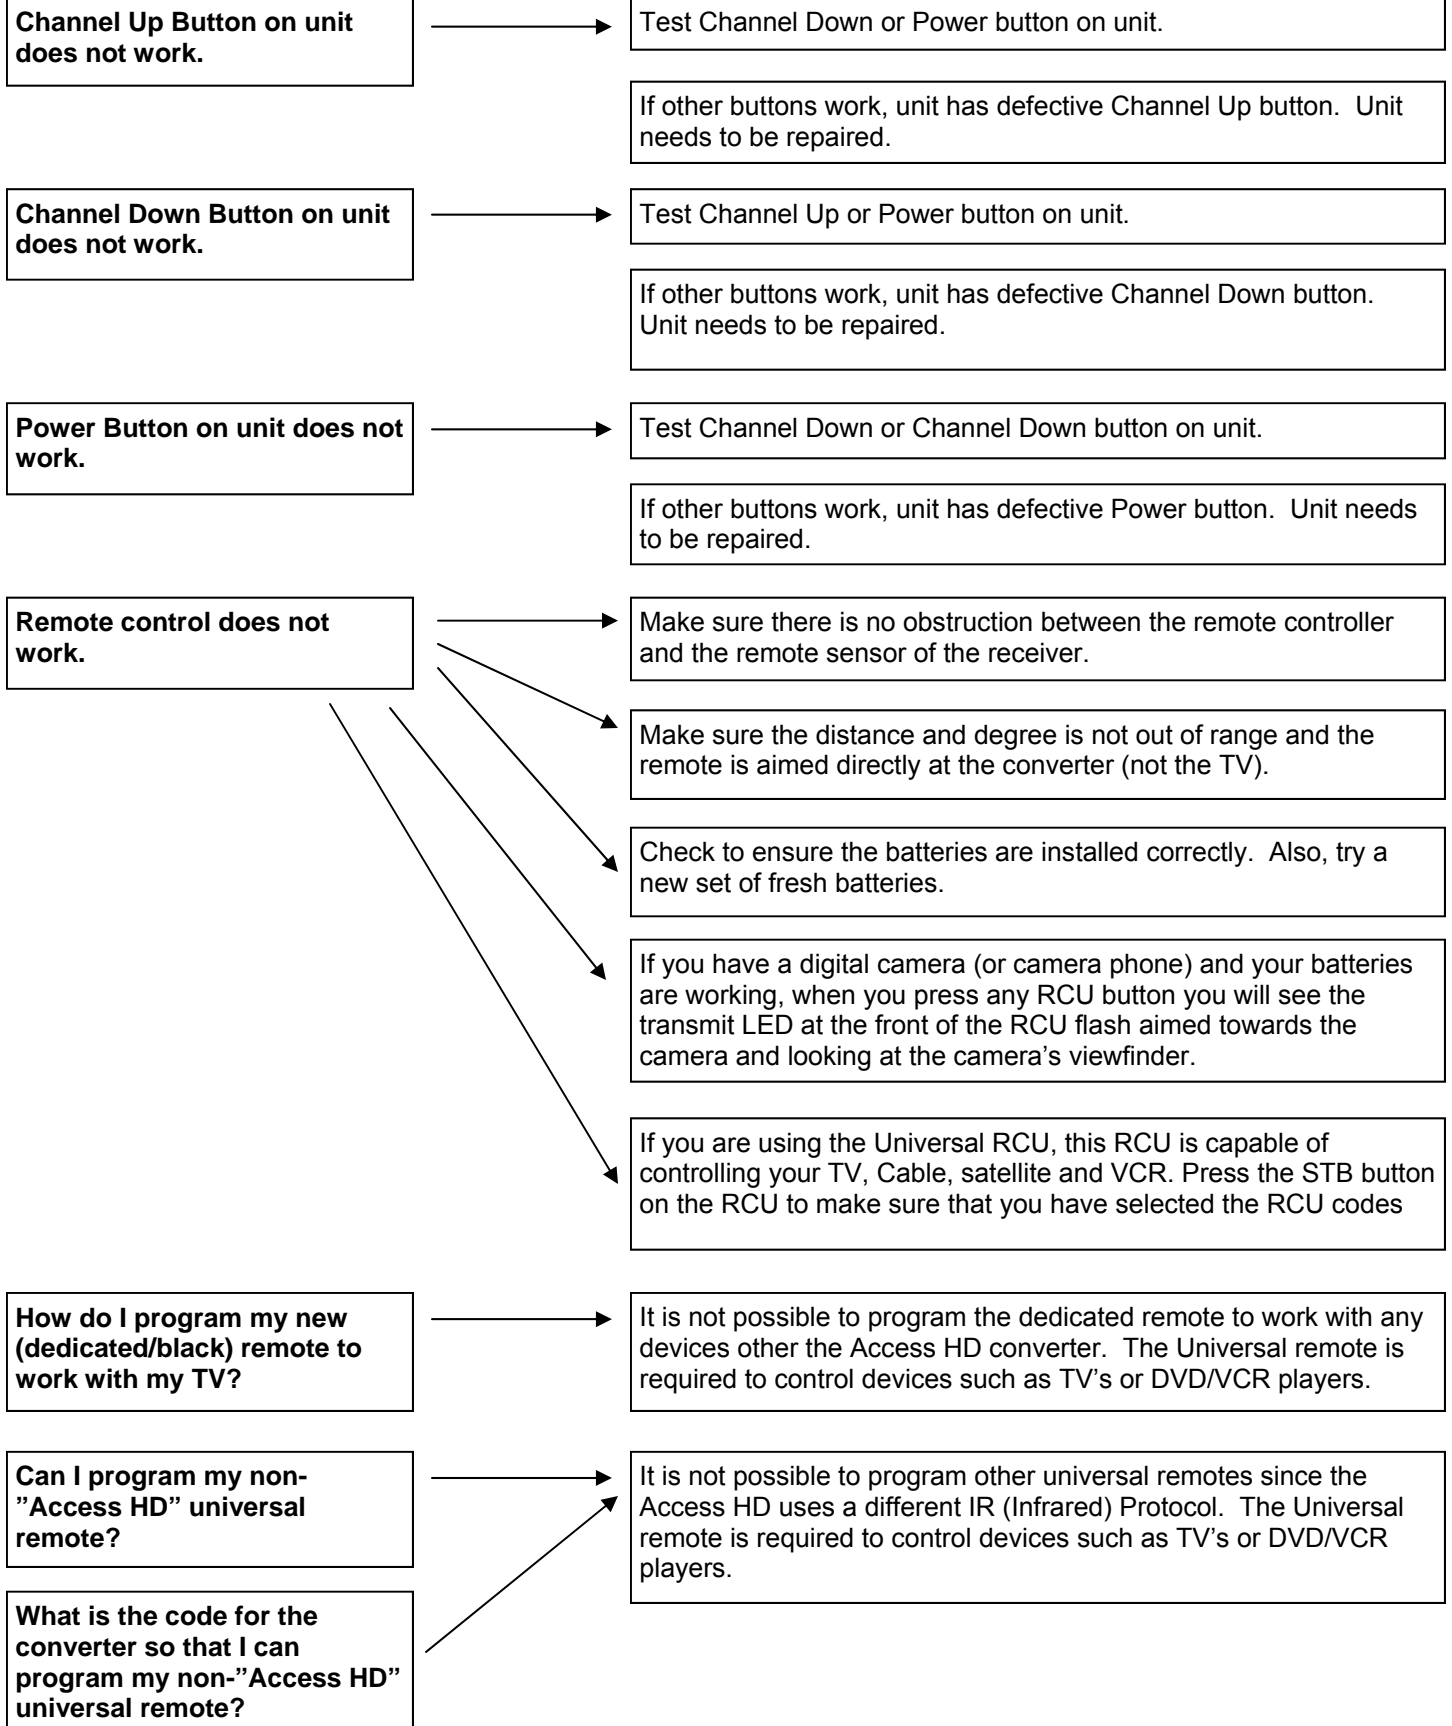 Channel Up Button on unit
does not work.
Test Channel Down or Power button on unit.
If other buttons work, unit has defective Channel Up button.  Unit
needs to be repaired.
Channel Down Button on unit
does not work.
Test Channel Up or Power button on unit.
If other buttons work, unit has defective Channel Down button.
Unit needs to be repaired.
Power Button on unit does not
work.
Test Channel Down or Channel Down button on unit.
If other buttons work, unit has defective Power button.  Unit needs
to be repaired.
Remote control does not
work.
Make sure there is no obstruction between the remote controller
and the remote sensor of the receiver.
Make sure the distance and degree is not out of range and the
remote is aimed directly at the converter (not the TV).
Check to ensure the batteries are installed correctly.  Also, try a
new set of fresh batteries.
If you have a digital camera (or camera phone) and your batteries
are working, when you press any RCU button you will see the
transmit LED at the front of the RCU flash aimed towards the
camera and looking at the camera’s viewfinder.
If you are using the Universal RCU, this RCU is capable of
controlling your TV, Cable, satellite and VCR. Press the STB button
on the RCU to make sure that you have selected the RCU codes
How do I program my new
(dedicated/black) remote to
work with my TV?
It is not possible to program the dedicated remote to work with any
devices other the Access HD converter.  The Universal remote is
required to control devices such as TV’s or DVD/VCR players.
Can I program my non-
”Access HD” universal
remote?
It is not possible to program other universal remotes since the
Access HD uses a different IR (Infrared) Protocol.  The Universal
remote is required to control devices such as TV’s or DVD/VCR
players.
What is the code for the
converter so that I can
program my non-”Access HD”
universal remote?